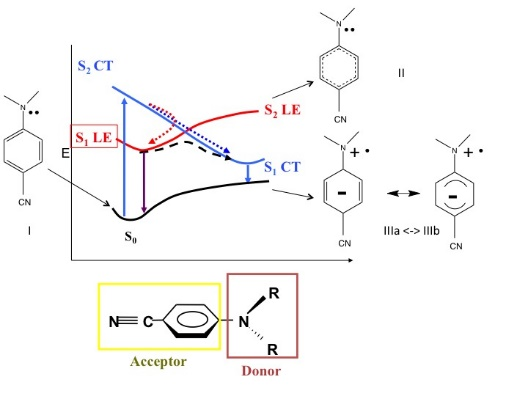 N
CN
I
S₂ CT
S₁ LE
E
S₀
S₂ LE
S₁ CT
N
CN
II
N + •
-
CN
N + •
-
CN
IIIa <-> IIIb
N≡C
N
R
R
Acceptor
Donor